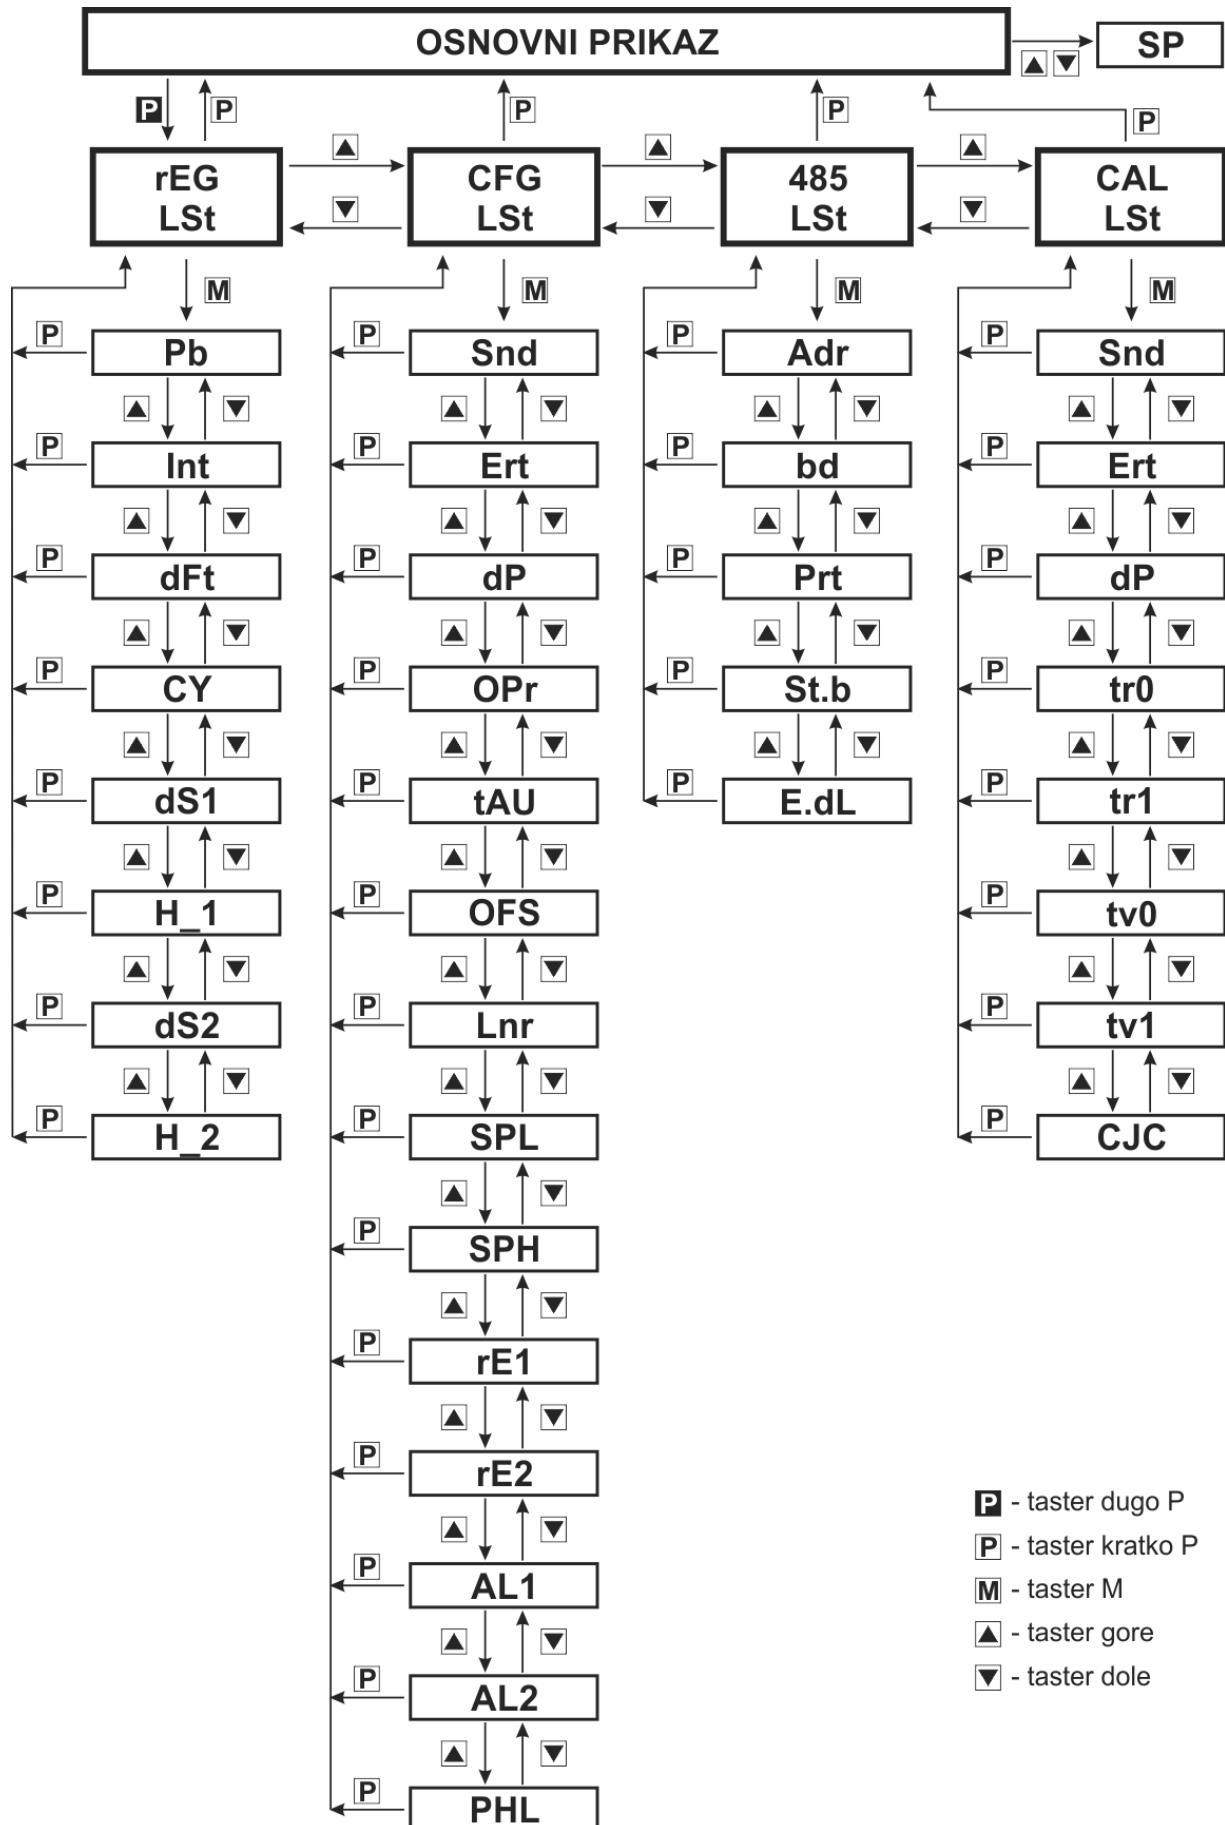 OSNOVNI PRIKAZ
SP
P
P
P
P
P
rEG
LSt
CFG
LSt
485
LSt
CAL
LSt
M
M
M
M
P
Pb
P
Snd
P
Adr
P
Snd
P
Int
P
Ert
P
bd
P
Ert
P
dFt
P
dP
P
Prt
P
dP
P
CY
P
OPr
P
St.b
P
tr0
P
dS1
P
tAU
P
E.dL
P
tr1
P
H_1
P
OFS
P
tv0
P
dS2
P
Lnr
P
tv1
P
H_2
P
SPL
P
CJC
P
SPH
P
rE1
P
rE2
P
AL1
P
AL2
P
PHL
P - taster dugo P
P - taster kratko P
M - taster M
- taster gore
- taster dole